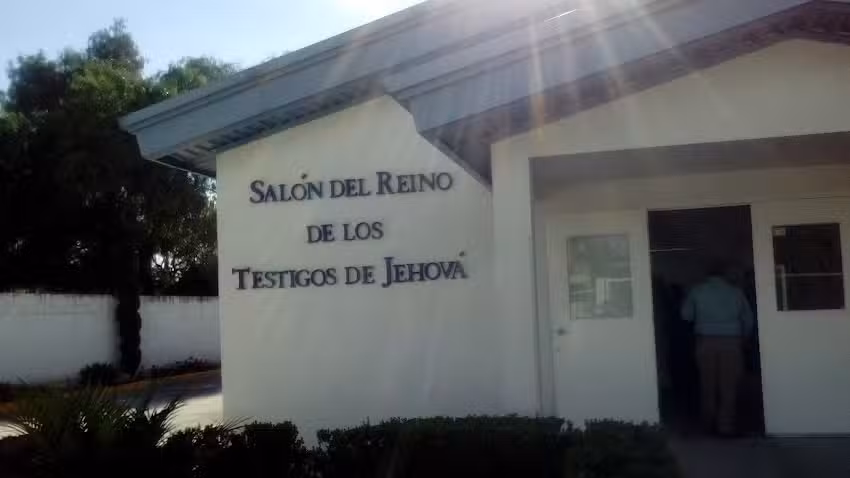 SALÓN DEL REINO
DE LOS
TESTIGOS DE JEHOVÁ